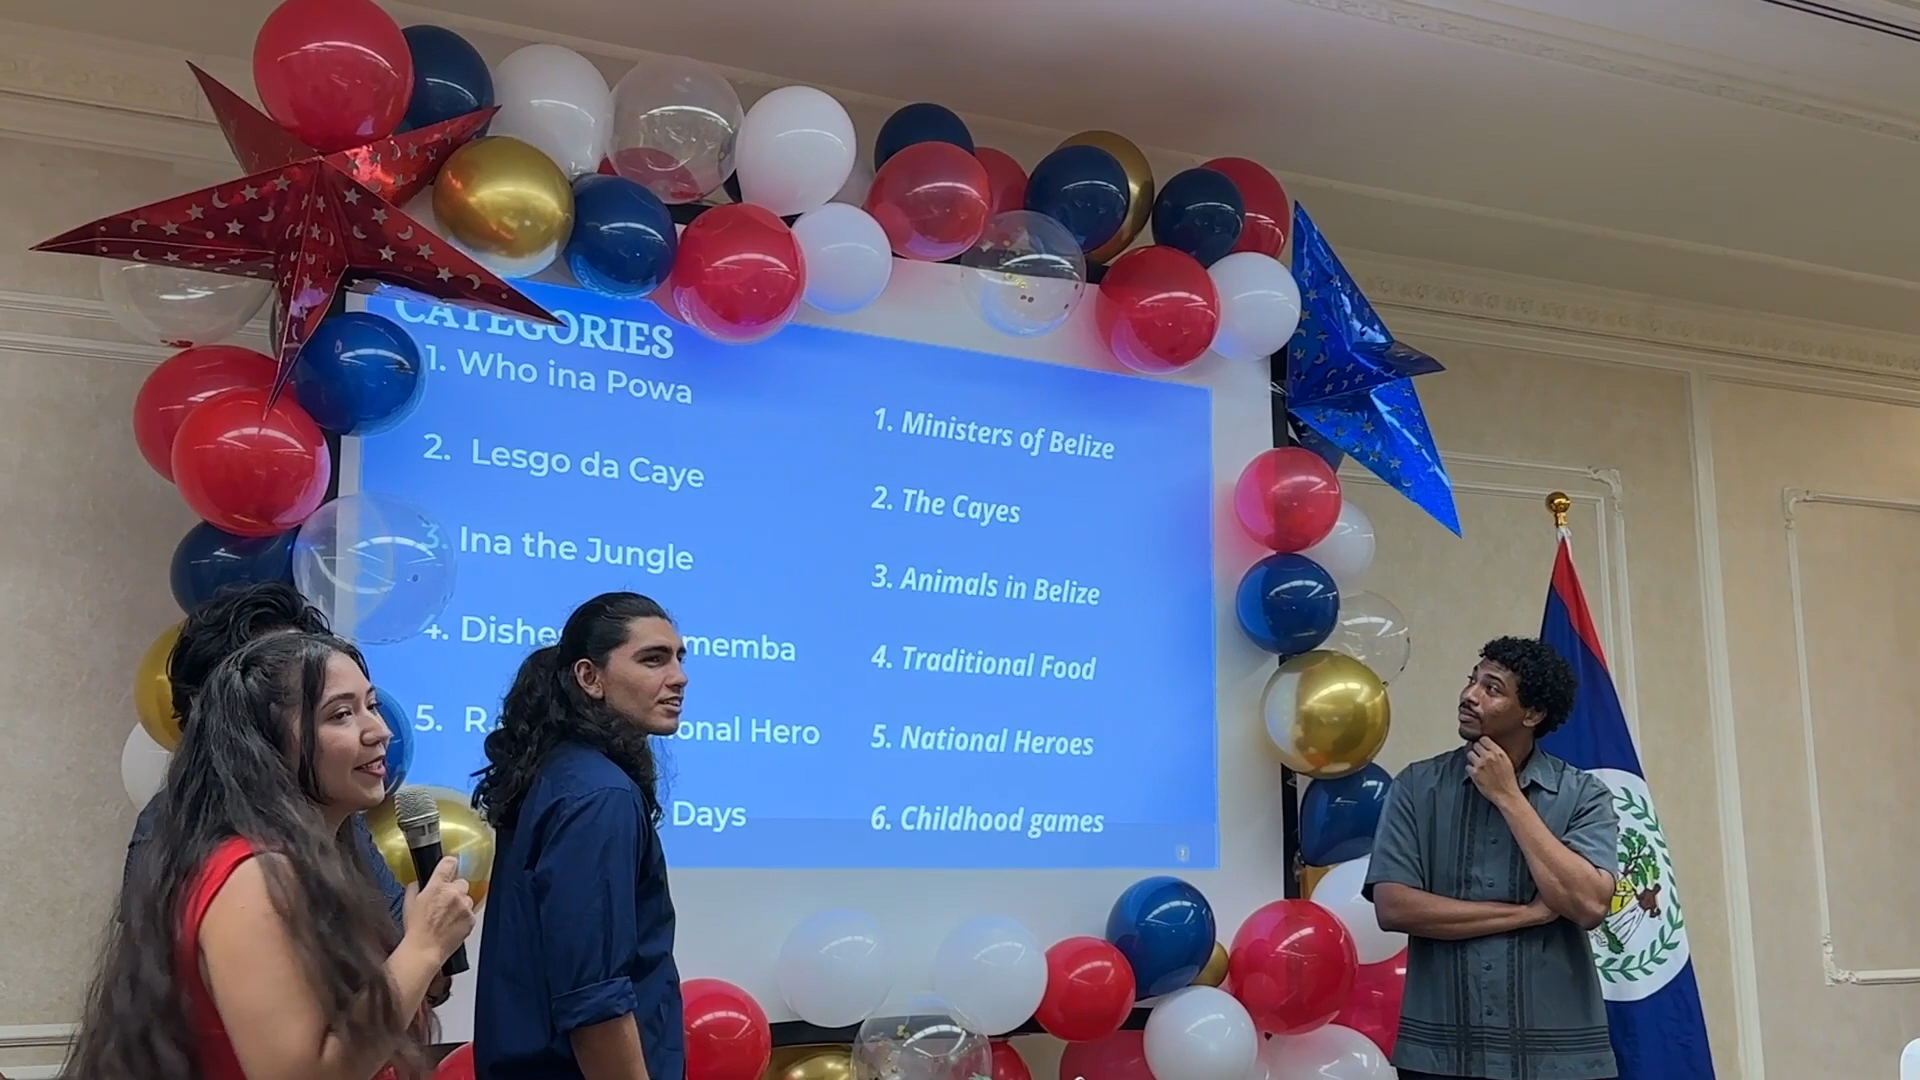 CATEGORIES
1. Who ina Powa
2. Lesgo da Caye
3. Ina the Jungle
4. Dishes memba
5. R onal Hero
Days
1. Ministers of Belize
2. The Cayes
3. Animals in Belize
4. Traditional Food
5. National Heroes
6. Childhood games